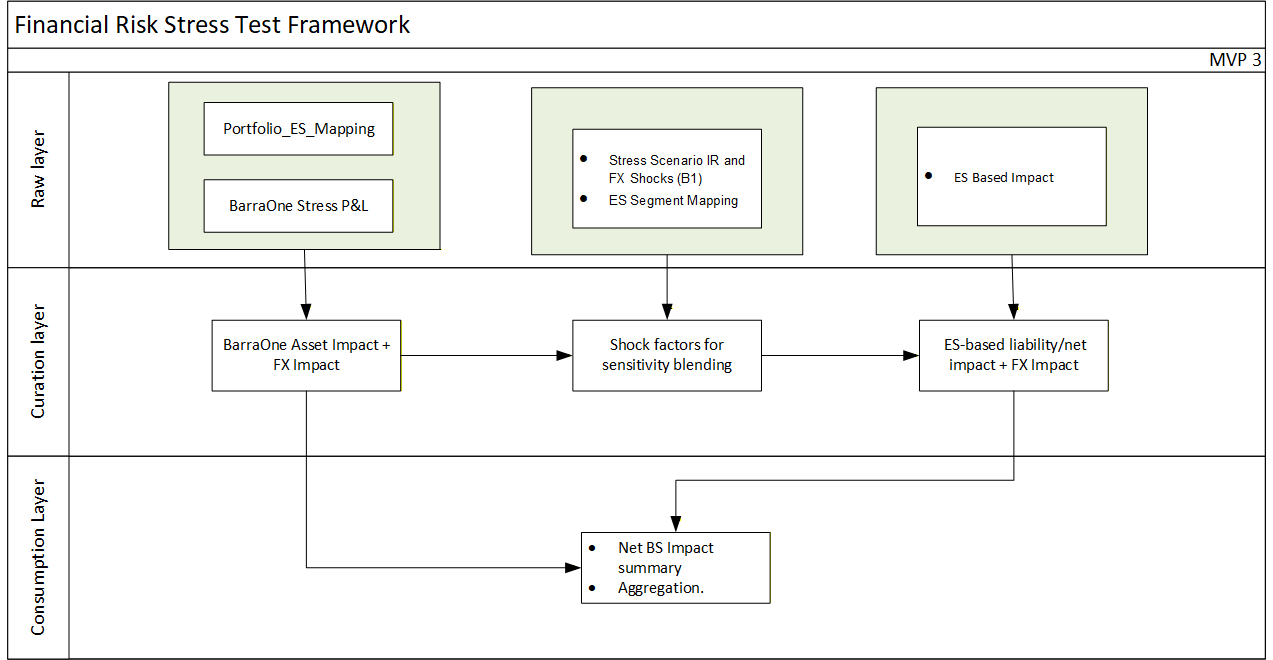 Financial Risk Stress Test Framework
MVP 3
Raw layer
Portfolio_ES_Mapping
BarraOne Stress P&L
● Stress Scenario IR and
FX Shocks (B1)
● ES Segment Mapping
● ES Based Impact
Curation layer
BarraOne Asset Impact +
FX Impact
Shock factors for
sensitivity blending
ES-based liability/net
impact + FX Impact
Consumption Layer
● Net BS Impact
summary
● Aggregation.